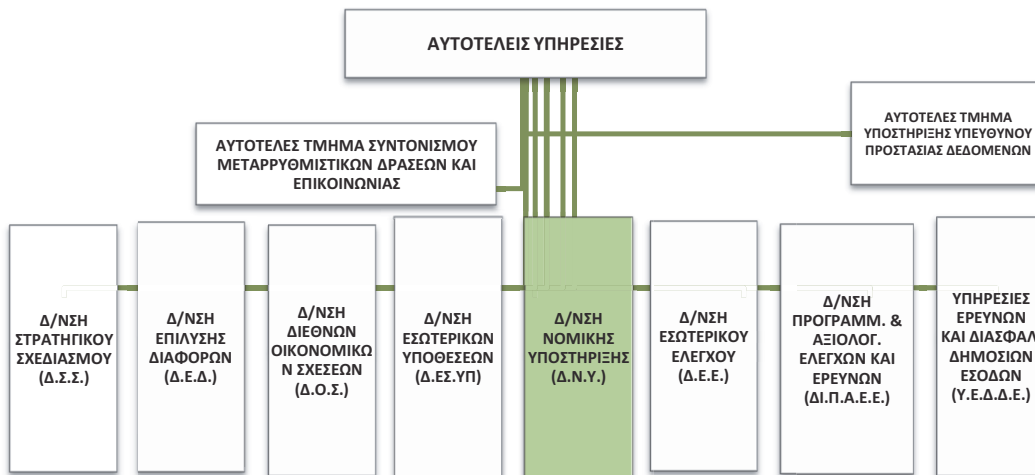 ΑΥΤΟΤΕΛΕΙΣ ΥΠΗΡΕΣΙΕΣ
ΑΥΤΟΤΕΛΕΣ ΤΜΗΜΑ ΣΥΝΤΟΝΙΣΜΟΥ
ΜΕΤΑΡΡΥΘΜΙΣΤΙΚΩΝ ΔΡΑΣΕΩΝ ΚΑΙ
ΕΠΙΚΟΙΝΩΝΙΑΣ
ΑΥΤΟΤΕΛΕΣ ΤΜΗΜΑ
ΥΠΟΣΤΗΡΙΞΗΣ ΥΠΕΥΘΥΝΟΥ
ΠΡΟΣΤΑΣΙΑΣ ΔΕΔΟΜΕΝΩΝ
Δ/ΝΣΗ
ΣΤΡΑΤΗΓΙΚΟΥ
ΣΧΕΔΙΑΣΜΟΥ
(Δ.Σ.Σ.)
Δ/ΝΣΗ
ΕΠΙΛΥΣΗΣ
ΔΙΑΦΟΡΩΝ
(Δ.Ε.Δ.)
Δ/ΝΣΗ
ΔΙΕΘΝΩΝ
ΟΙΚΟΝΟΜΙΚΩ
Ν ΣΧΕΣΕΩΝ
(Δ.Ο.Σ.)
Δ/ΝΣΗ
ΕΣΩΤΕΡΙΚΩΝ
ΥΠΟΘΕΣΕΩΝ
(Δ.ΕΣ.ΥΠ)
Δ/ΝΣΗ
ΝΟΜΙΚΗΣ
ΥΠΟΣΤΗΡΙΞΗΣ
(Δ.Ν.Υ.)
Δ/ΝΣΗ
ΕΣΩΤΕΡΙΚΟΥ
ΕΛΕΓΧΟΥ
(Δ.Ε.Ε.)
Δ/ΝΣΗ
ΠΡΟΓΡΑΜΜ. &
ΑΞΙΟΛΟΓ.
ΕΛΕΓΧΩΝ ΚΑΙ
ΕΡΕΥΝΩΝ
(ΔΙ.Π.Α.Ε.Ε.)
ΥΠΗΡΕΣΙΕΣ
ΕΡΕΥΝΩΝ
ΚΑΙ ΔΙΑΣΦΑΛ
ΔΗΜΟΣΙΩΝ
ΕΣΟΔΩΝ
(Υ.Ε.Δ.Δ.Ε.)